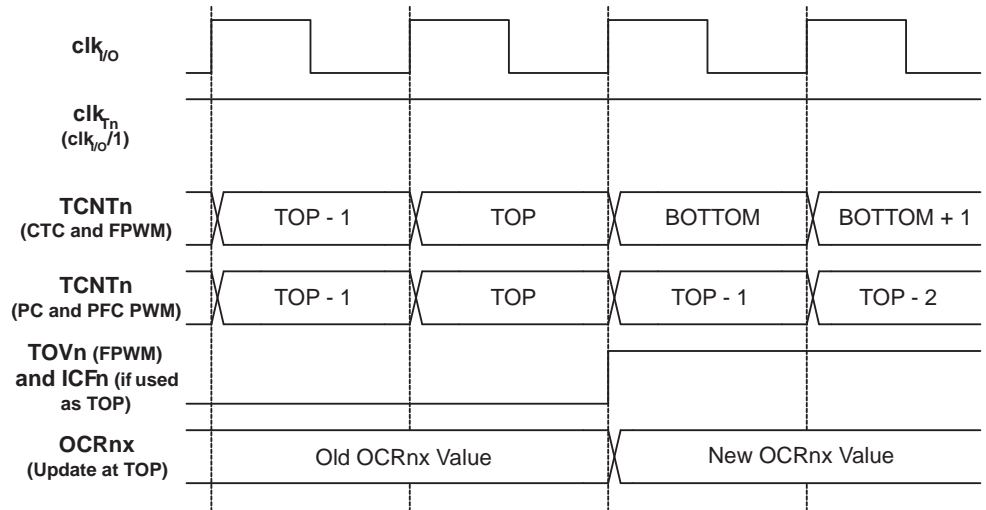 clkI/O
clkTn
(clkI/O/1)
TCNTn
(CTC and FPWM)
TOP - 1
TOP
BOTTOM
BOTTOM + 1
TCNTn
(PC and PFC PWM)
TOP - 1
TOP
TOP - 1
TOP - 2
TOVn (FPWM)
and ICFn (if used
as TOP)
OCRnx
(Update at TOP)
Old OCRnx Value
New OCRnx Value